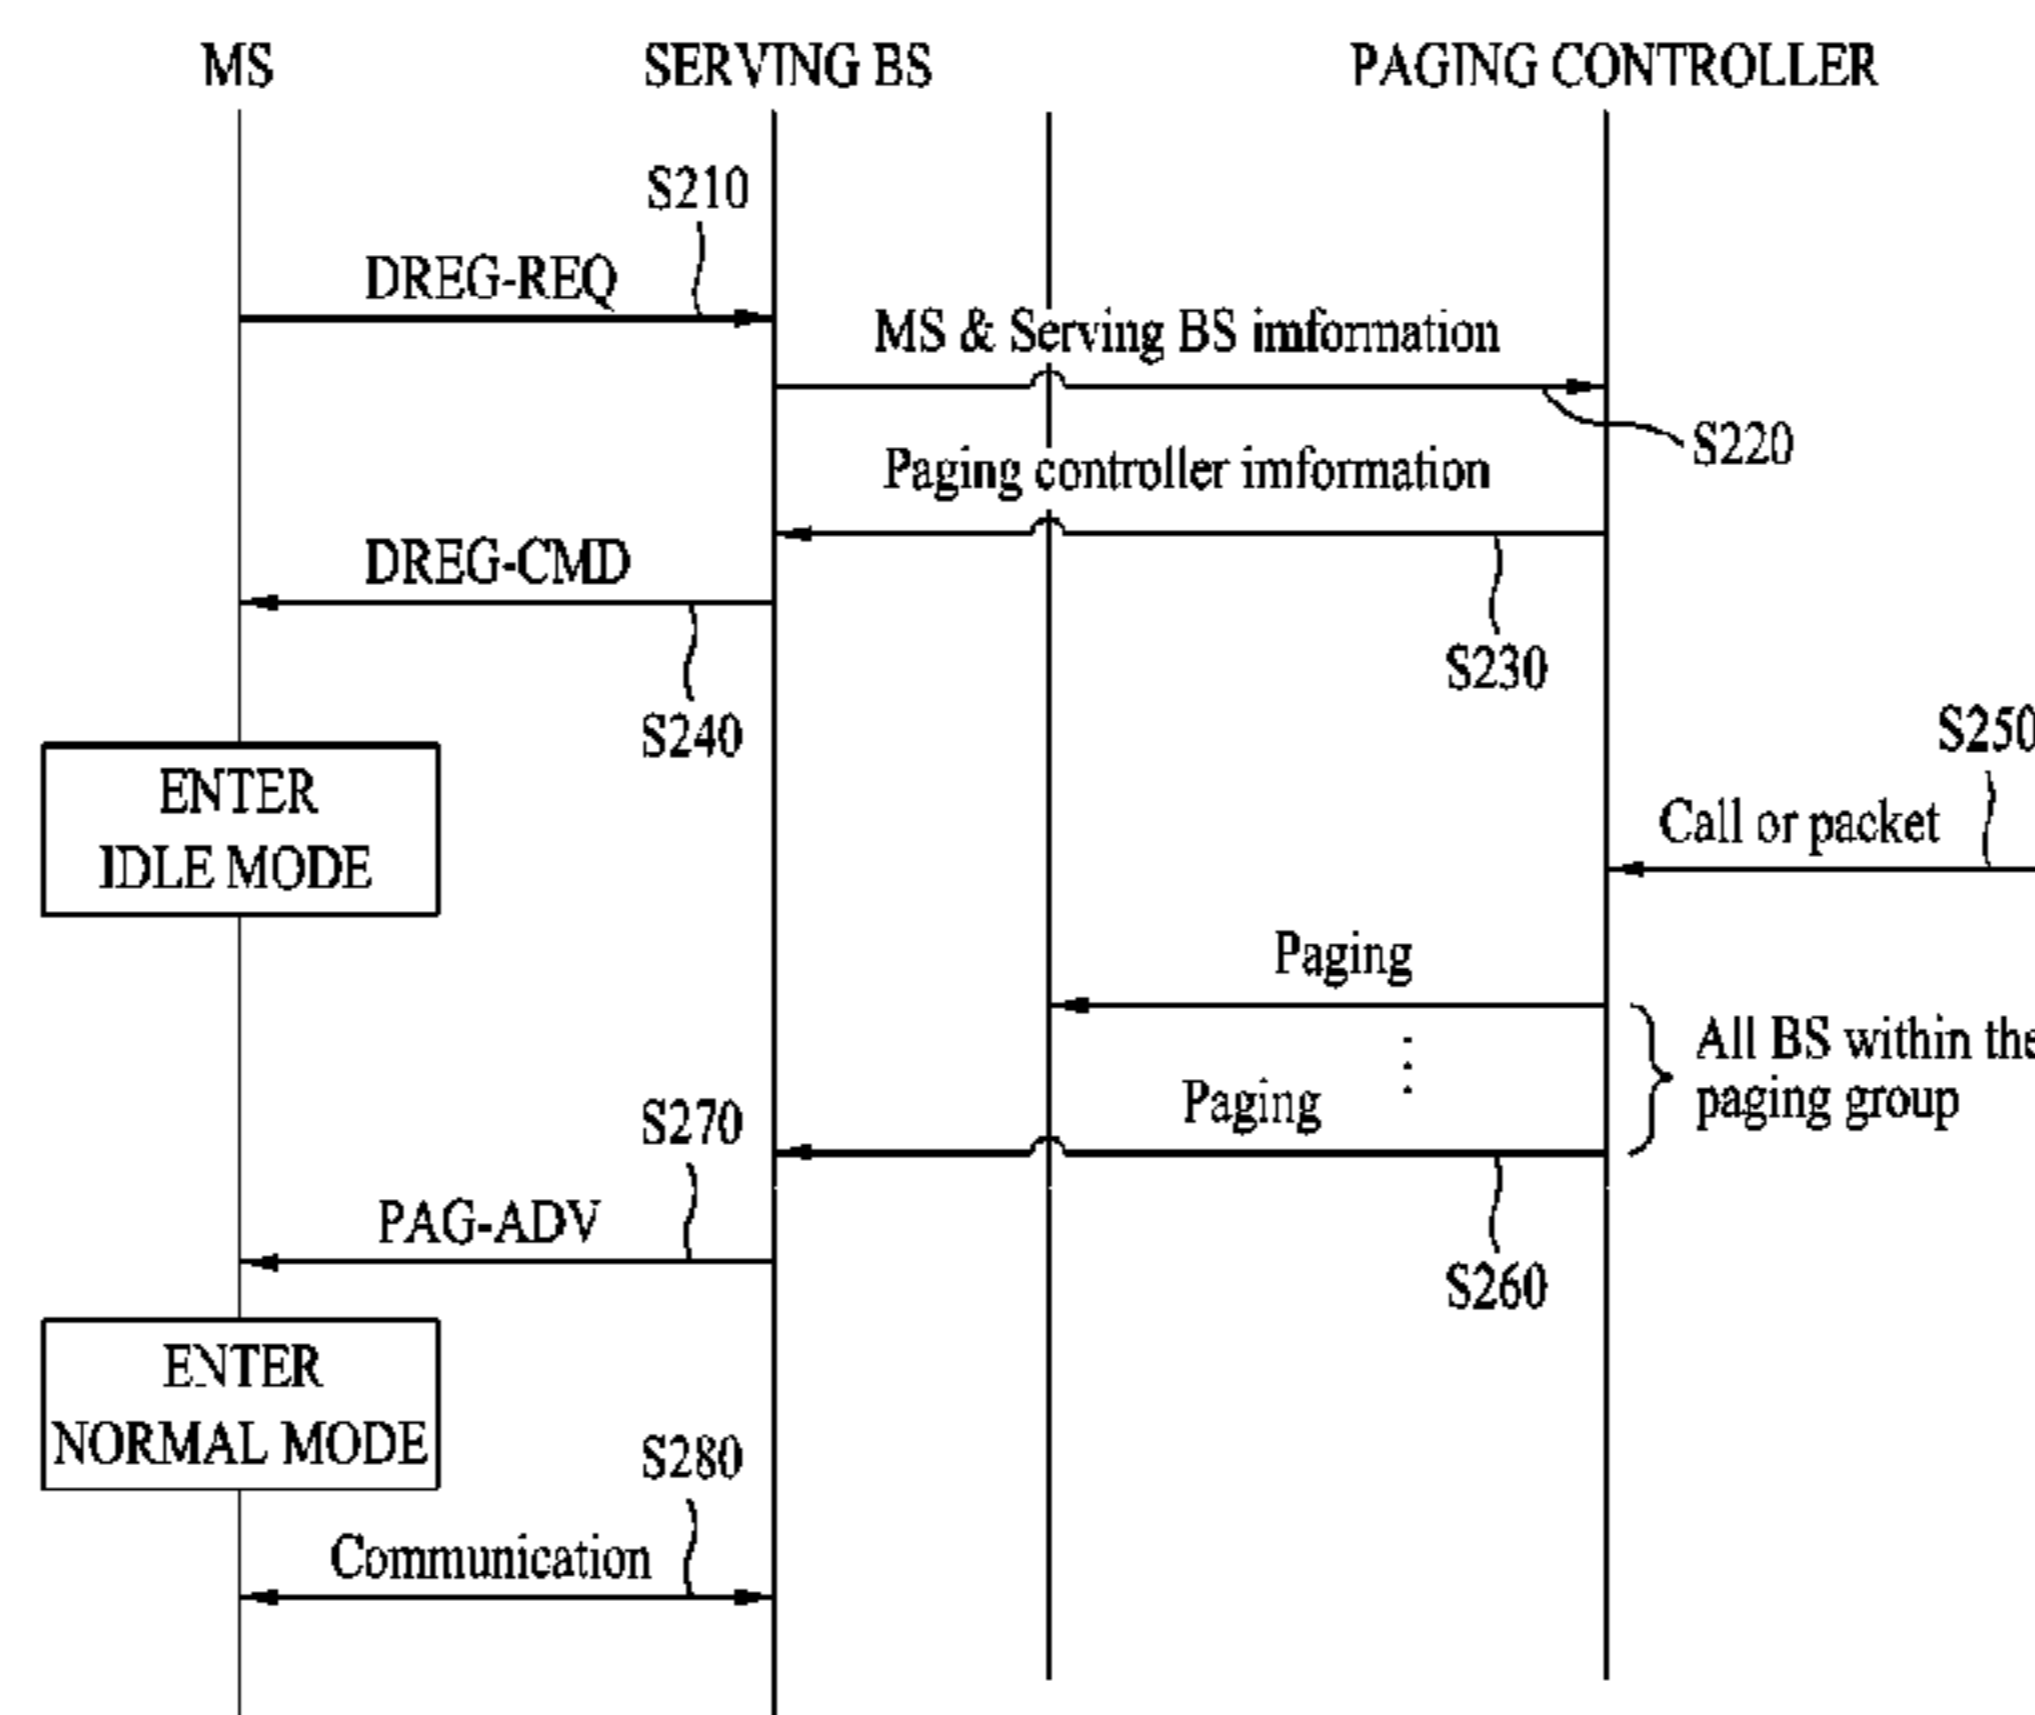 MS
SERVING BS
PAGING CONTROLLER
S210
DREG-REQ
MS & Serving BS imformation
S220
Paging controller imformation
DREG-CMD
S230
S240
S250
ENTER
IDLE MODE
Call or packet
Paging
All BS within the
paging group
Paging
S270
PAG-ADV
S260
ENTER
NORMAL MODE
S280
Communication